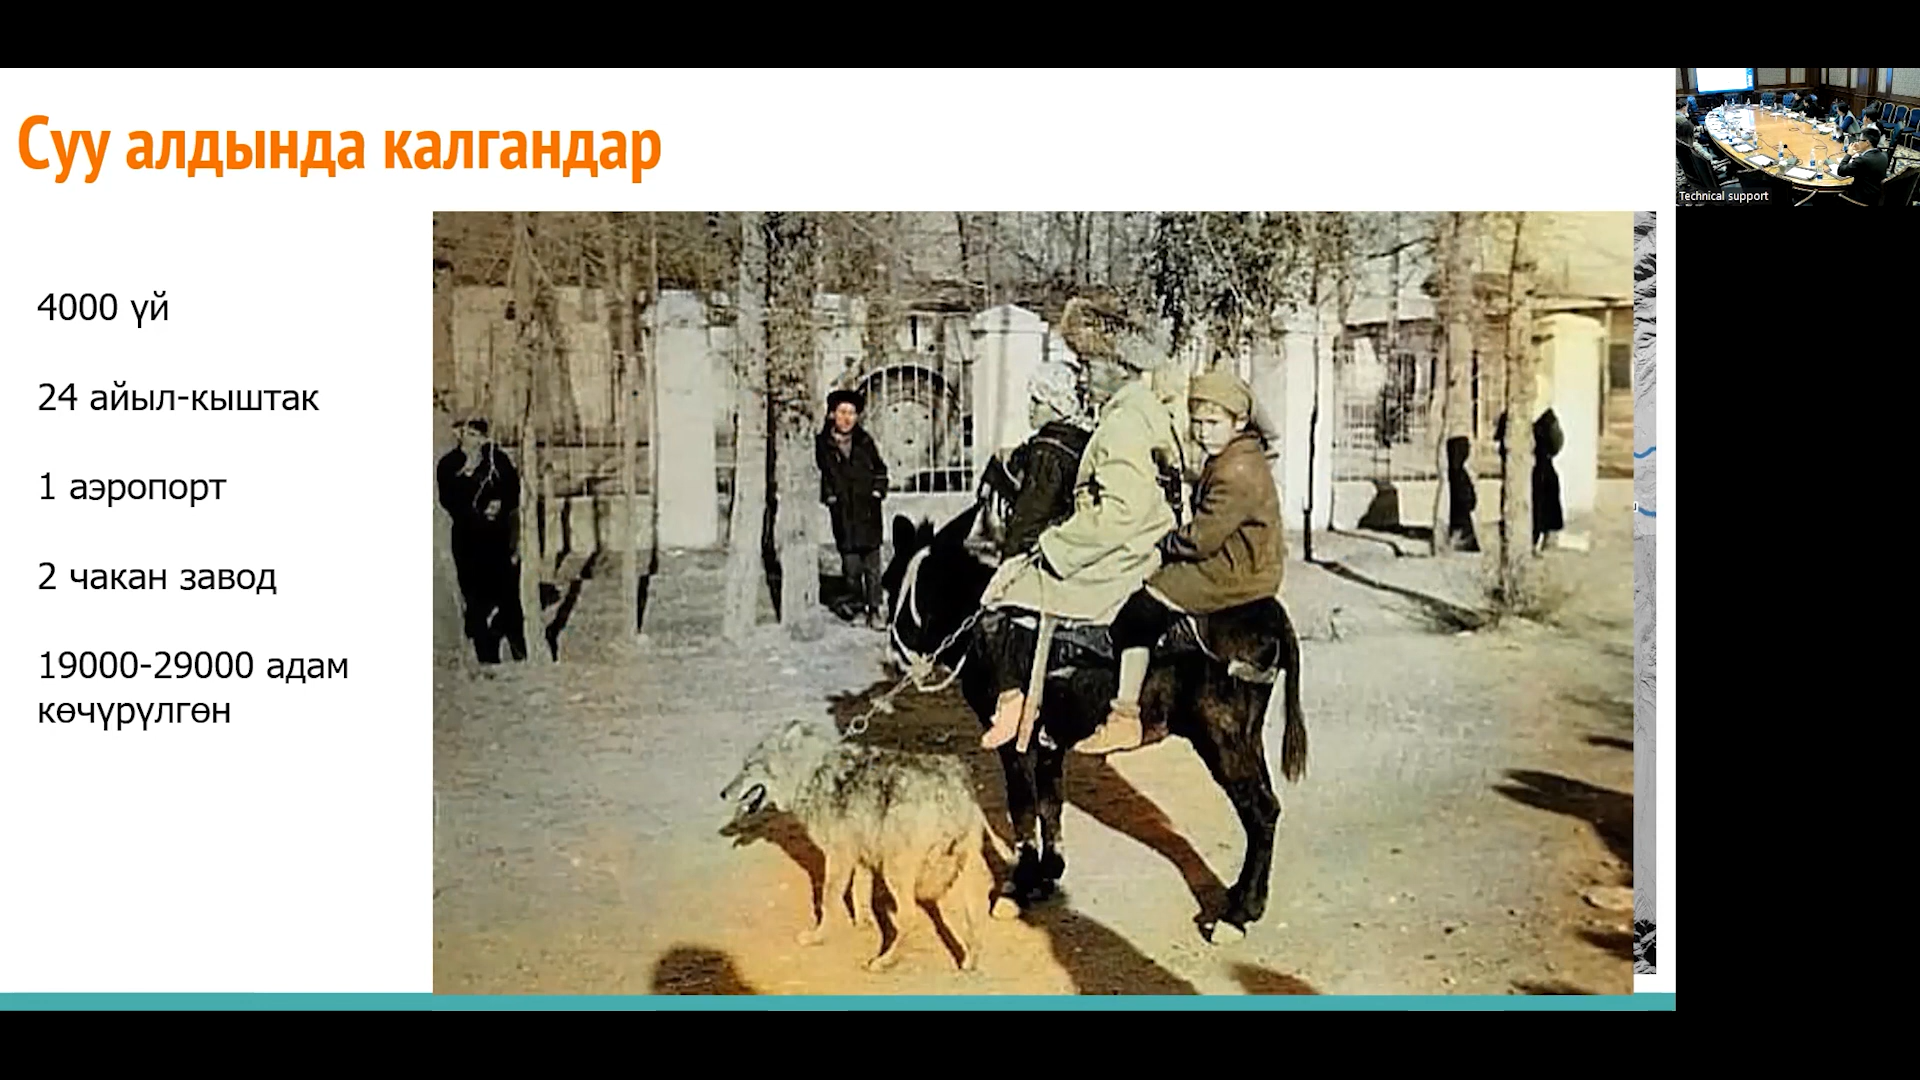 Суу алдында калгандар
Technical support
4000 үй
24 айыл-кыштак
1 аэропорт
2 чакан завод
19000-29000 адам
көчүрүлгөн